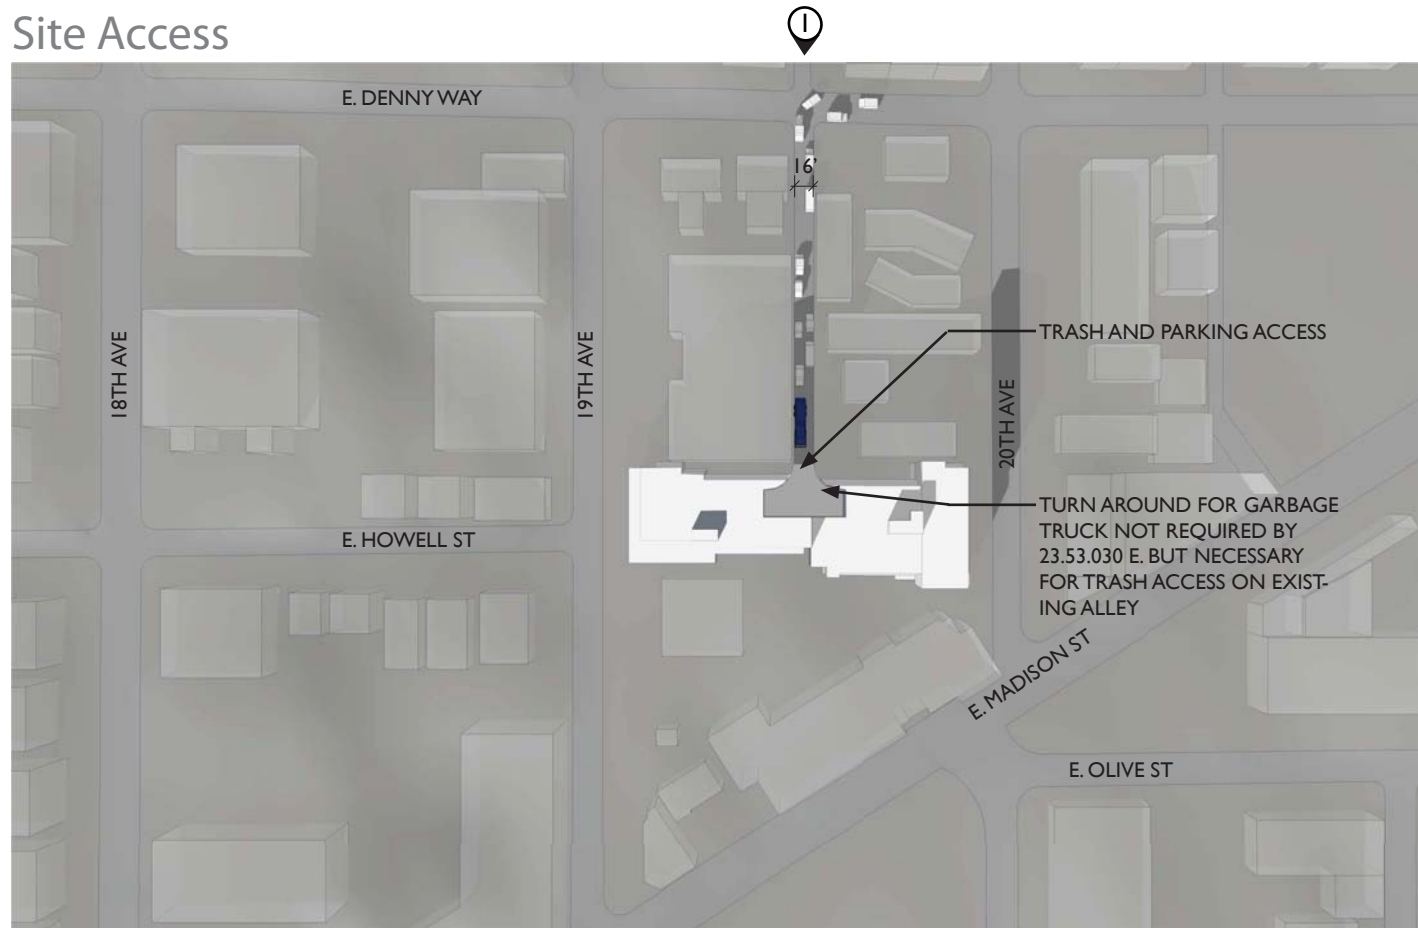 Site Access
1
E. DENNY WAY
16'
TRASH AND PARKING ACCESS
18TH AVE
19TH AVE
20TH AVE
TURN AROUND FOR GARBAGE
TRUCK NOT REQUIRED BY
23.53.030 E. BUT NECESSARY
FOR TRASH ACCESS ON EXIST-
ING ALLEY
E. HOWELL ST
E. MADISON ST
E. OLIVE ST